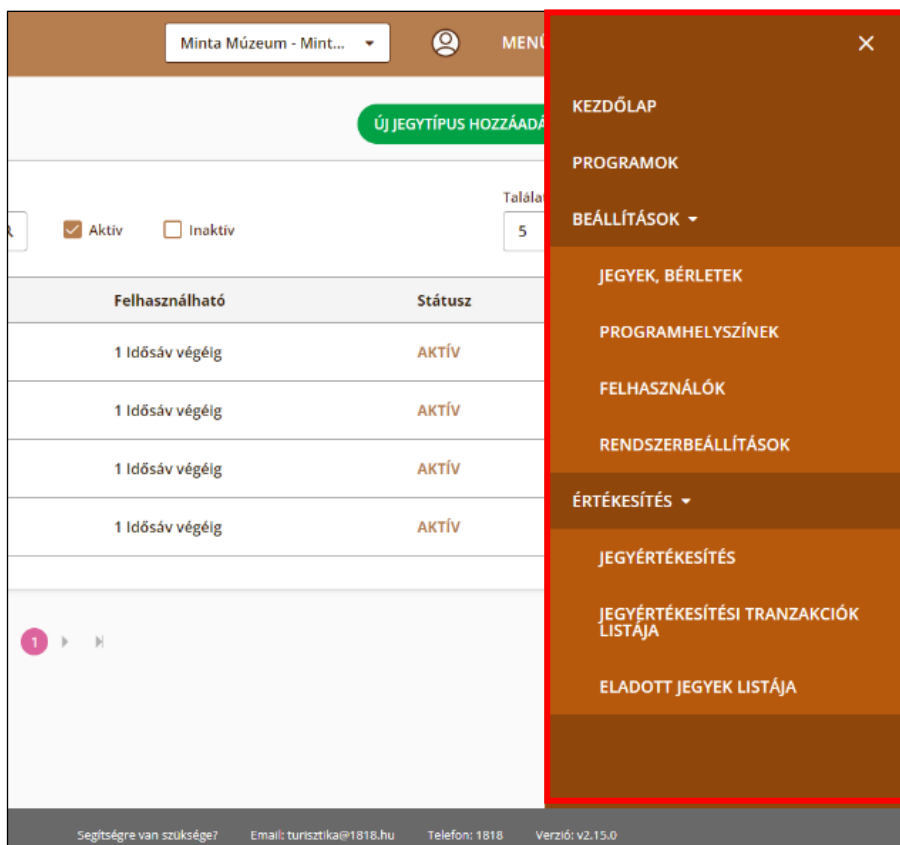 Minta Múzeum - Mint...
MENÜ
ÚJ JEGYTÍPUS HOZZÁADÁ
Találat
Aktív
Inaktív
5
Felhasználható
Státusz
1 Idősáv végéig
AKTÍV
1 Idősáv végéig
AKTÍV
1 Idősáv végéig
AKTÍV
1 Idősáv végéig
AKTÍV
1
KEZDŐLAP
PROGRAMOK
BEÁLLÍTÁSOK
JEGYEK, BÉRLETEK
PROGRAMHELYSZÍNEK
FELHASZNÁLÓK
RENDSZERBEÁLLÍTÁSOK
ÉRTÉKESÍTÉS
JEGYÉRTÉKESÍTÉS
JEGYÉRTÉKESÍTÉSI TRANZAKCIÓK
LISTÁJA
ELADOTT JEGYEK LISTÁJA
Segítségre van szüksége? Email: turisztika@1818.hu Telefon: 1818 Verzió: v2.15.0